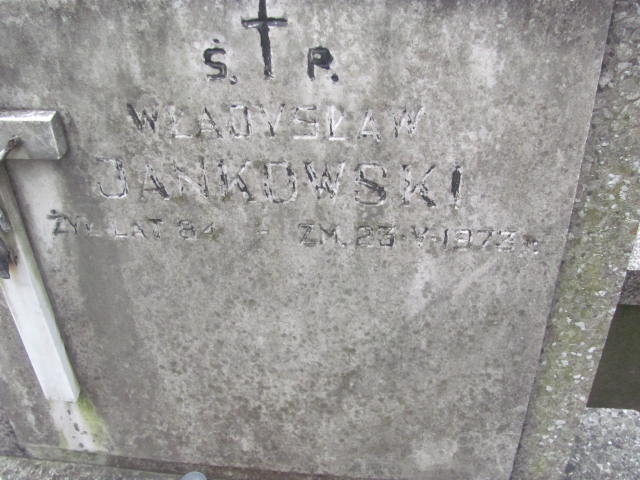 Ś. P.
WŁADYSŁAW
JANKOWSKI
ŻYŁ LAT 84 - ZM. 23.V.1973 R.